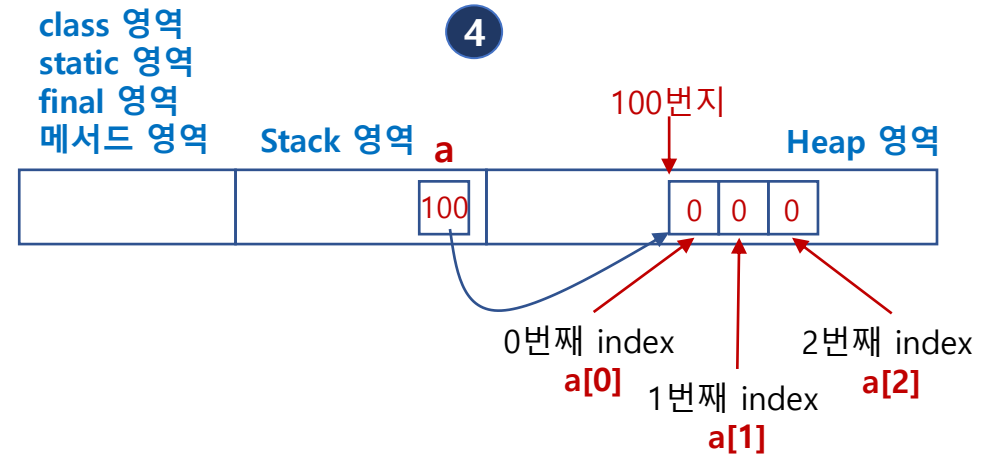 class 영역
static 영역
final 영역
메서드 영역
4
Stack 영역
a
100번지
Heap 영역
100
0 0 0
0번째 index
a[0]
1번째 index
a[1]
2번째 index
a[2]